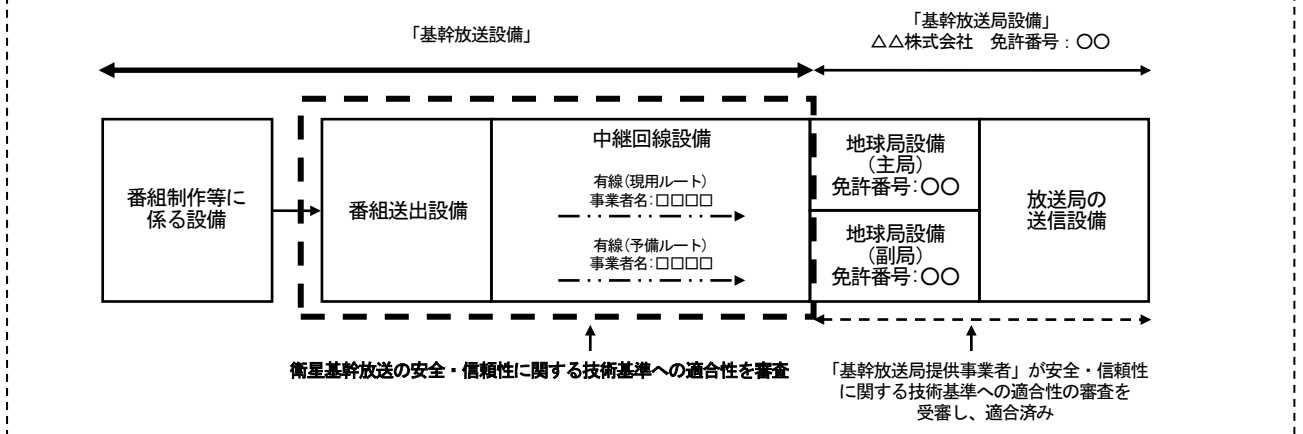 「基幹放送設備」
「基幹放送局設備」
△△株式会社　免許番号：〇〇
番組制作等に
係る設備
番組送出設備
中継回線設備
有線（現用ルート）
事業者名：□□□□
有線（予備ルート）
事業者名：□□□□
地球局設備
（主局）
免許番号：〇〇
地球局設備
（副局）
免許番号：〇〇
放送局の
送信設備
衛星基幹放送の安全・信頼性に関する技術基準への適合性を審査
「基幹放送局提供事業者」が安全・信頼性
に関する技術基準への適合性の審査を
受審し、適合済み